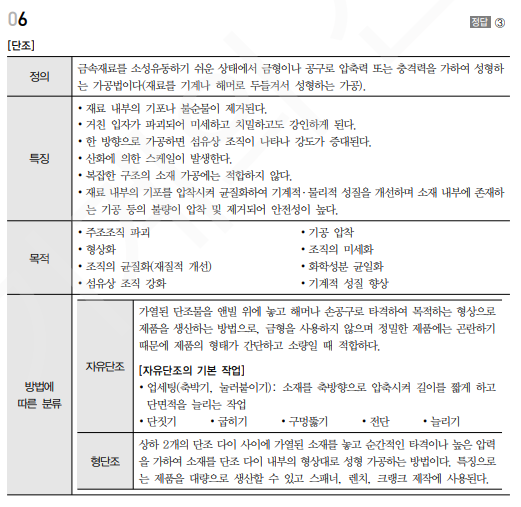 06
정답 ③
[단조]
정의
금속재료를 소성유동하기 쉬운 상태에서 금형이나 공구로 압축력 또는 충격력을 가하여 성형하
는 가공법이다(재료를 기계나 해머로 두들겨서 성형하는 가공).
특징
• 재료 내부의 기포나 불순물이 제거된다.
• 거친 입자가 파괴되어 미세하고 치밀하고도 강인하게 된다.
• 한 방향으로 가공하면 섬유상 조직이 나타나 강도가 증대된다.
• 산화에 의한 스케일이 발생한다.
• 복잡한 구조의 소재 가공에는 적합하지 않다.
• 재료 내부의 기포를 압착시켜 균질화하여 기계적·물리적 성질을 개선하며 소재 내부에 존재하
는 기공 등의 불량이 압착 및 제거되어 안전성이 높다.
목적
• 주조조직 파괴
• 기공 압착
• 형상화
• 조직의 미세화
• 조직의 균질화(재질적 개선)
• 화학성분 균일화
• 섬유상 조직 강화
• 기계적 성질 향상
방법에
따른 분류
자유단조
가열된 단조물을 앤빌 위에 놓고 해머나 손공구로 타격하여 목적하는 형상으로
제품을 생산하는 방법으로, 금형을 사용하지 않으며 정밀한 제품에는 곤란하기
때문에 제품의 형태가 간단하고 소량일 때 적합하다.
[자유단조의 기본 작업]
• 업세팅(축박기, 눌러붙이기): 소재를 축방향으로 압축시켜 길이를 짧게 하고
단면적을 늘리는 작업
• 단짓기 • 굽히기 • 구멍뚫기 • 전단 • 늘리기
형단조
상하 2개의 단조 다이 사이에 가열된 소재를 놓고 순간적인 타격이나 높은 압력
을 가하여 소재를 단조 다이 내부의 형상대로 성형 가공하는 방법이다. 특징으로
는 제품을 대량으로 생산할 수 있고 스패너, 렌치, 크랭크 제작에 사용된다.